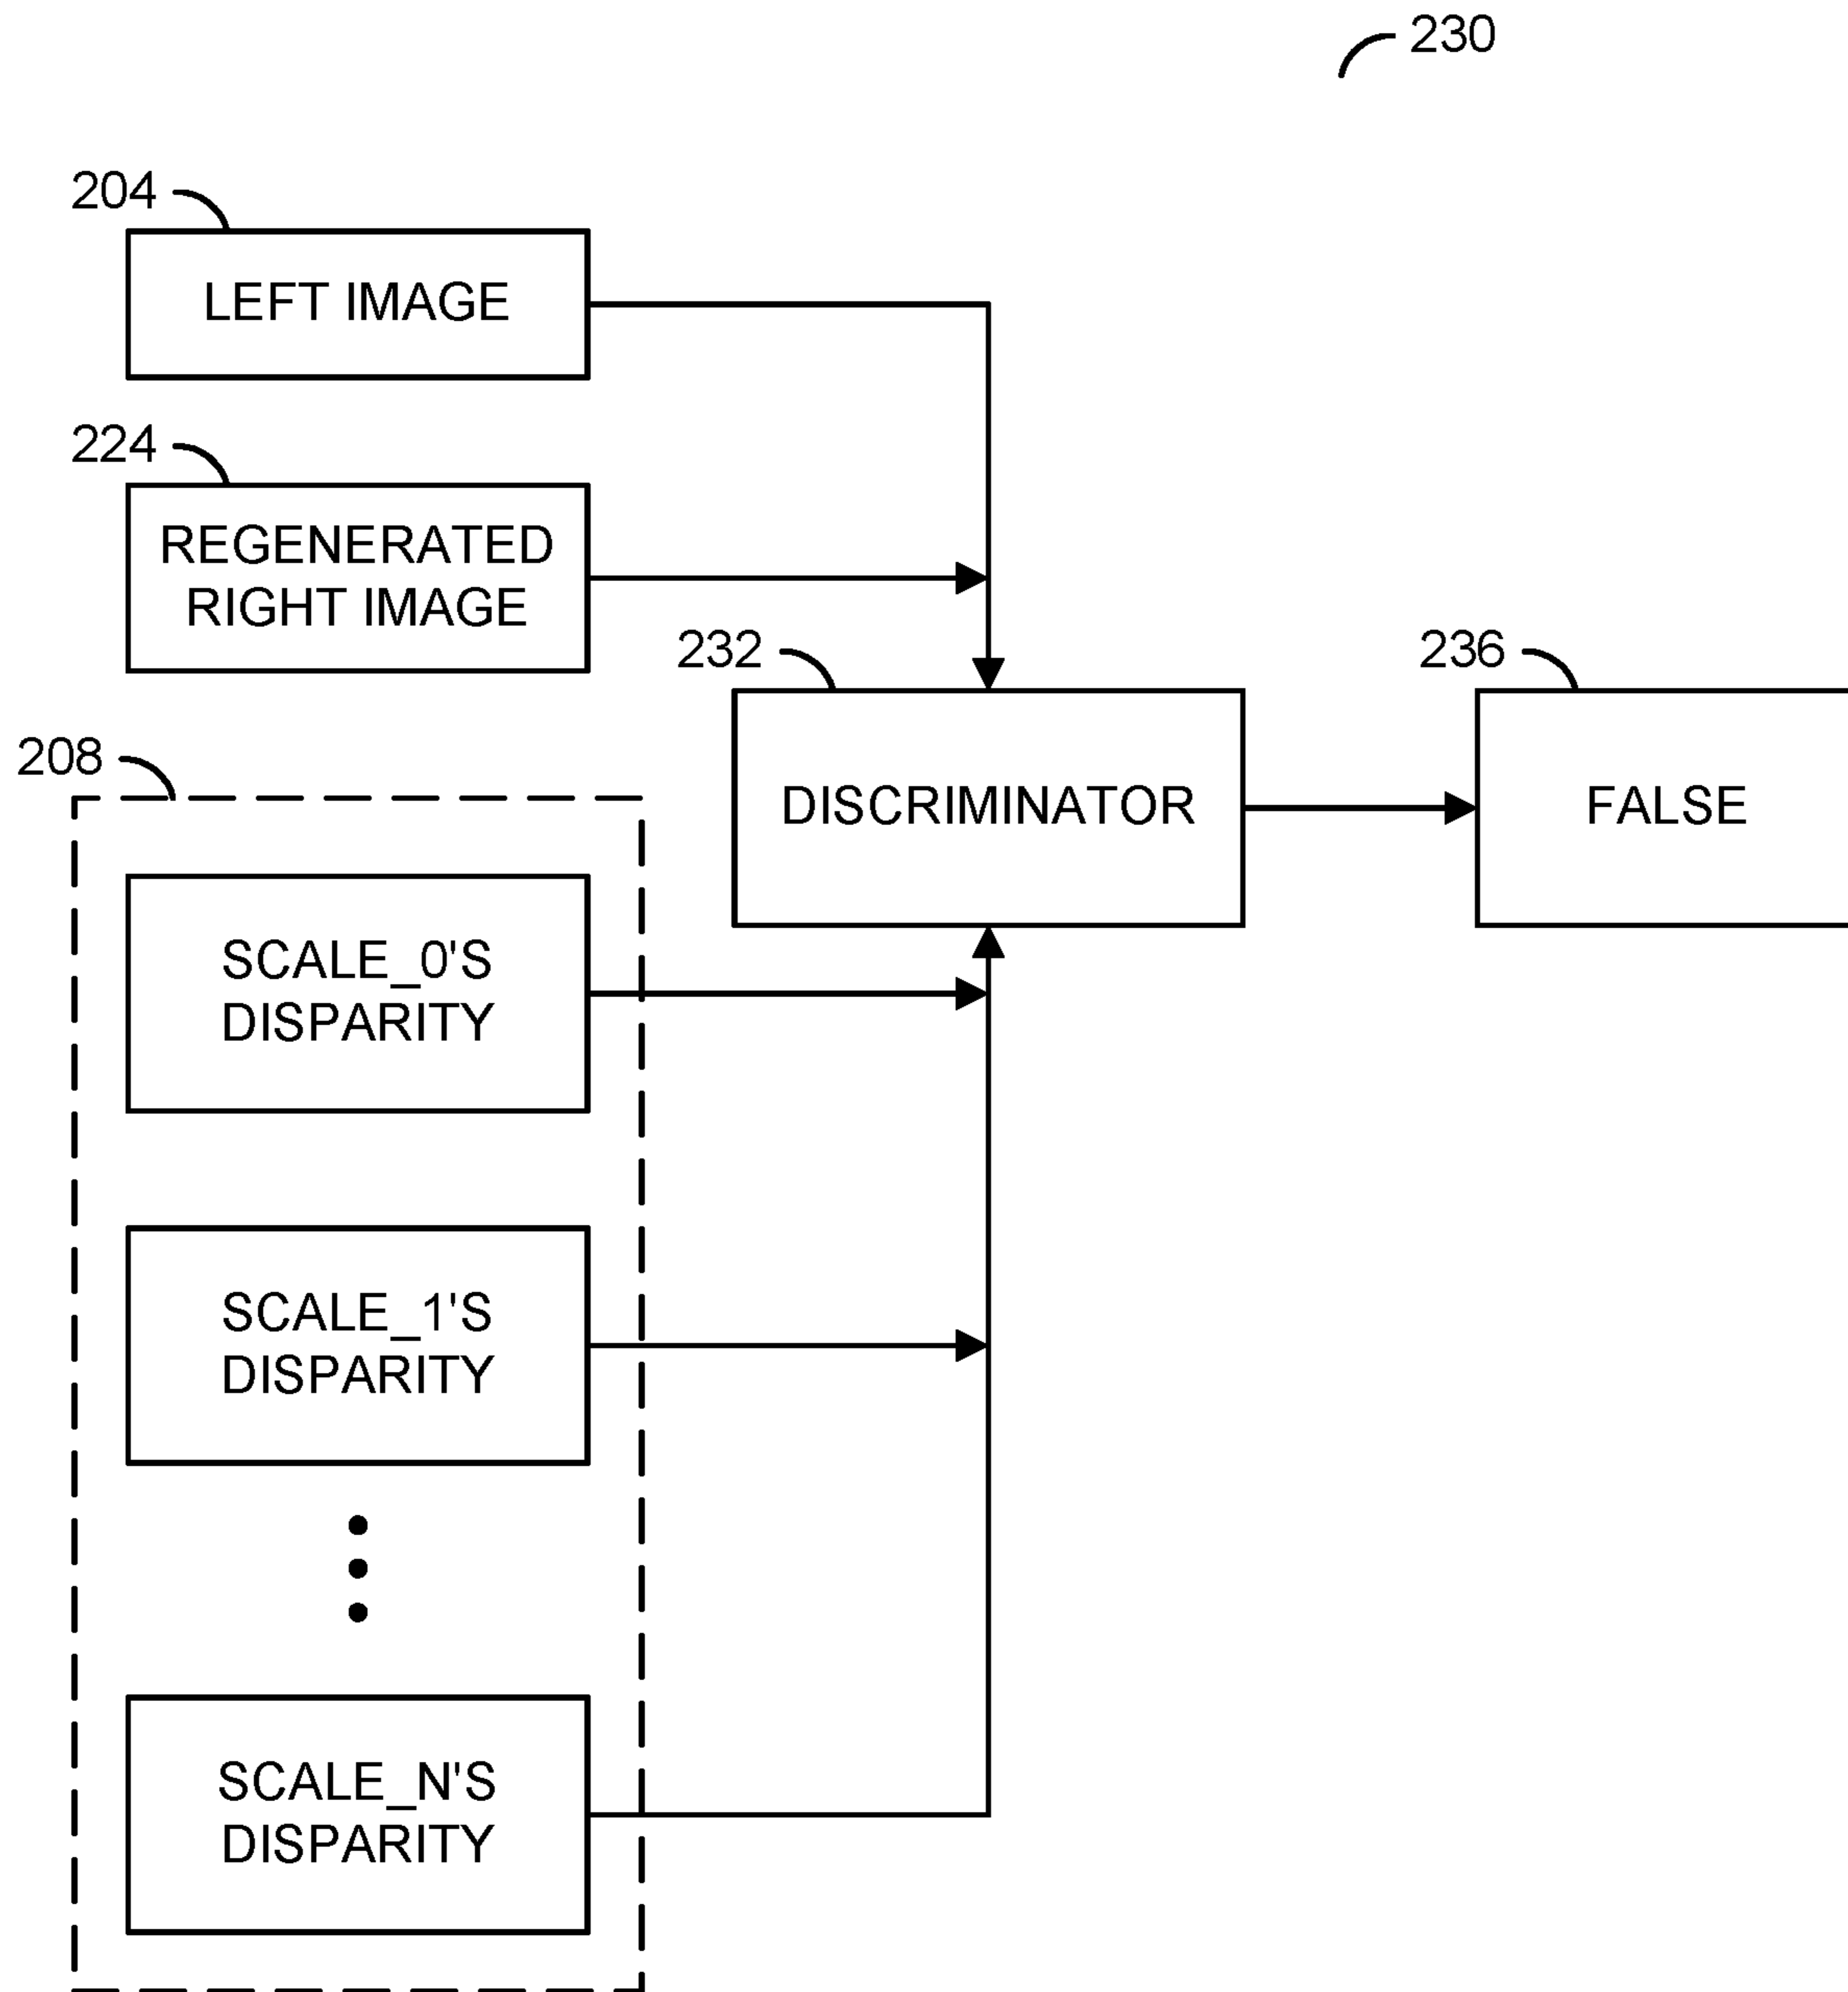 230
204
LEFT IMAGE
224
REGENERATED
RIGHT IMAGE
232
236
208
DISCRIMINATOR
FALSE
SCALE_0'S
DISPARITY
SCALE_1'S
DISPARITY
SCALE_N'S
DISPARITY